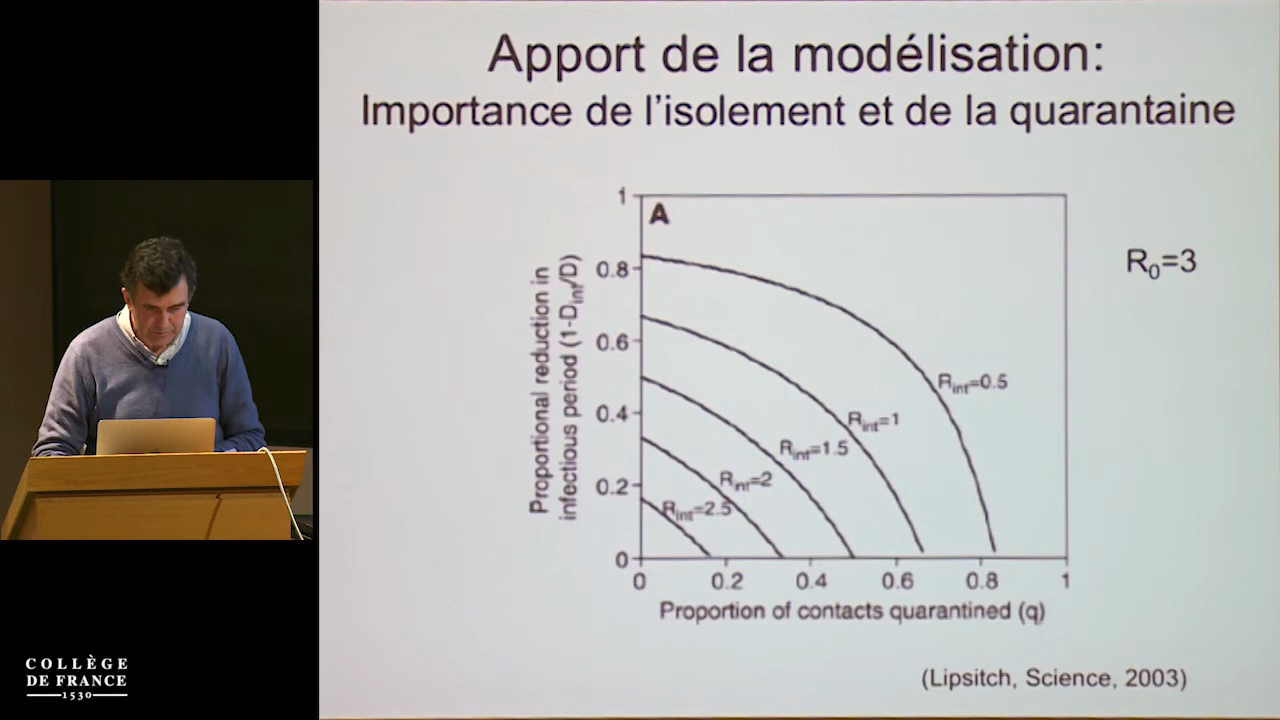 Apport de la modélisation:
Importance de l'isolement et de la quarantaine
A
R0=3
Proportional reduction in
infectious period (1-Dint/D)
1
0.8
0.6
0.4
0.2
0
Rint=0.5
Rint=1
Rint=1.5
Rint=2
Rint=2.5
0 0.2 0.4 0.6 0.8 1
Proportion of contacts quarantined (q)
(Lipsitch, Science, 2003)
COLLÈGE
DE FRANCE
1530